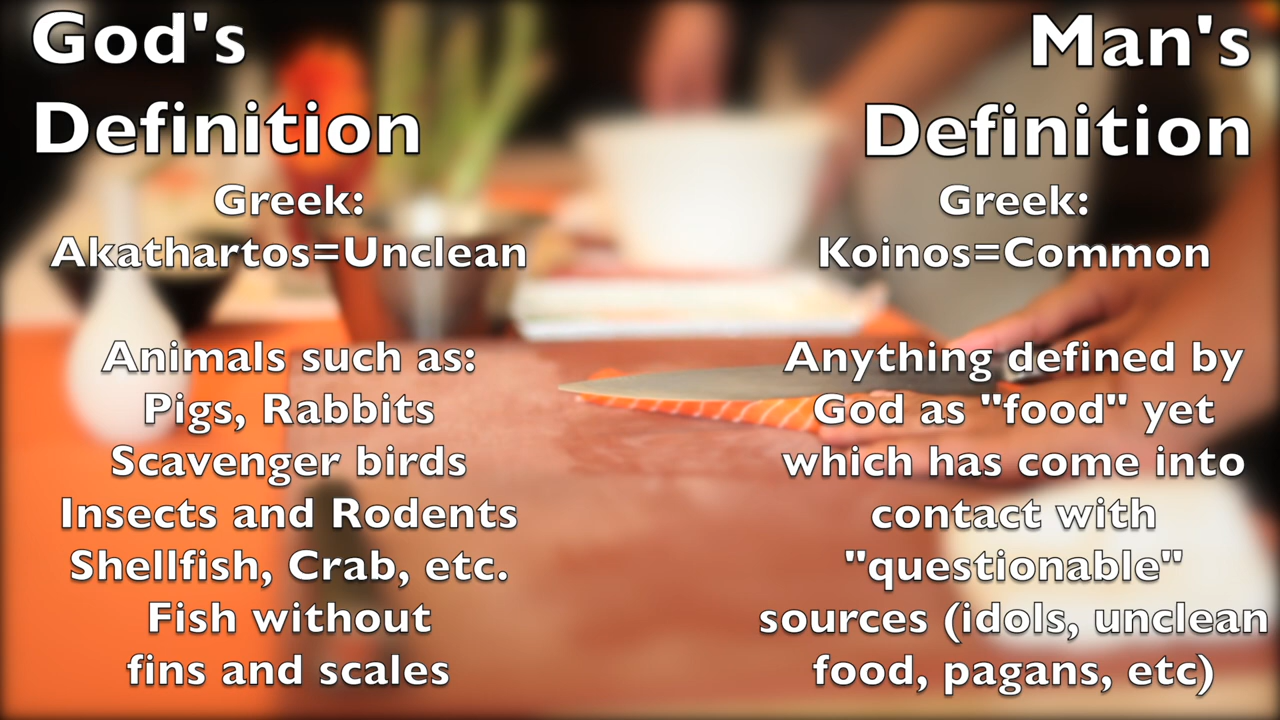 God's
Definition
Greek:
Akathartos=Unclean
Animals such as:
Pigs, Rabbits
Scavenger birds
Insects and Rodents
Shellfish, Crab, etc.
Fish without
fins and scales
Man's
Definition
Greek:
Koinos=Common
Anything defined by
God as "food" yet
which has come into
contact with
"questionable"
sources (idols, unclean
food, pagans, etc)